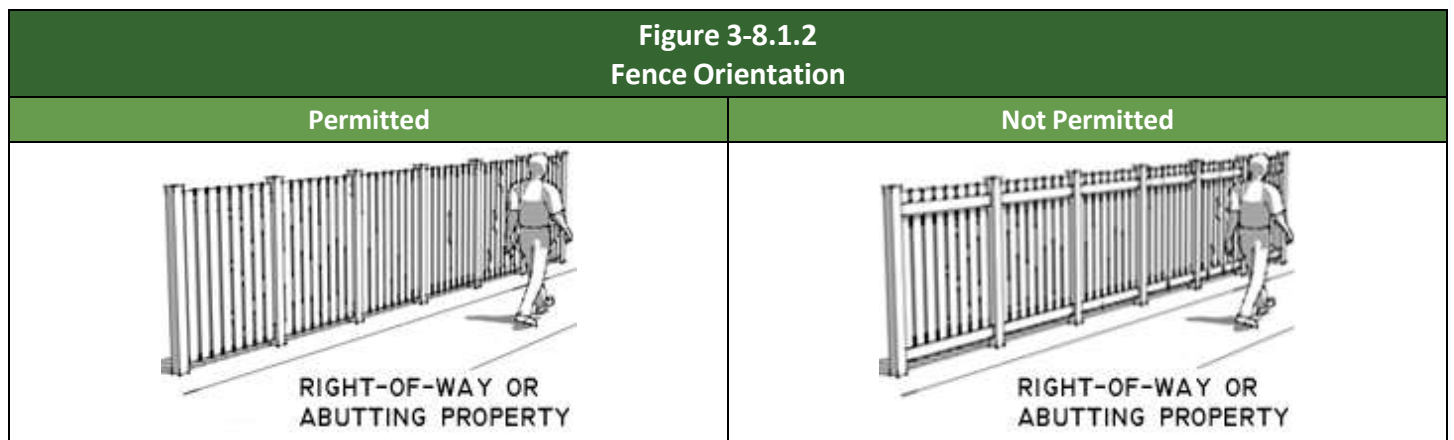 Figure 3-8.1.2
Fence Orientation
Permitted
Not Permitted
RIGHT-OF-WAY OR
ABUTTING PROPERTY
RIGHT-OF-WAY OR
ABUTTING PROPERTY